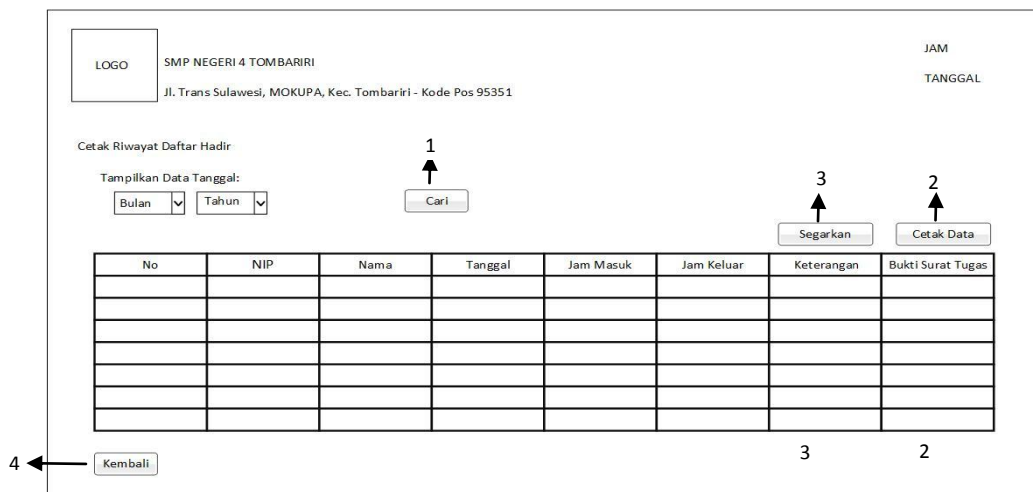 JAM
LOGO
SMP NEGERI 4 TOMBARIRI
TANGGAL
Jl. Trans Sulawesi, MOKUPA, Kec. Tombariri - Kode Pos 95351
Cetak Riwayat Daftar Hadir
1
Tampilkan Data Tanggal:
3
2
Bulan
Tahun
Cari
Segarkan
Cetak Data
No NIP Nama Tanggal Jam Masuk Jam Keluar Keterangan Bukti Surat Tugas
3
2
4
Kembali